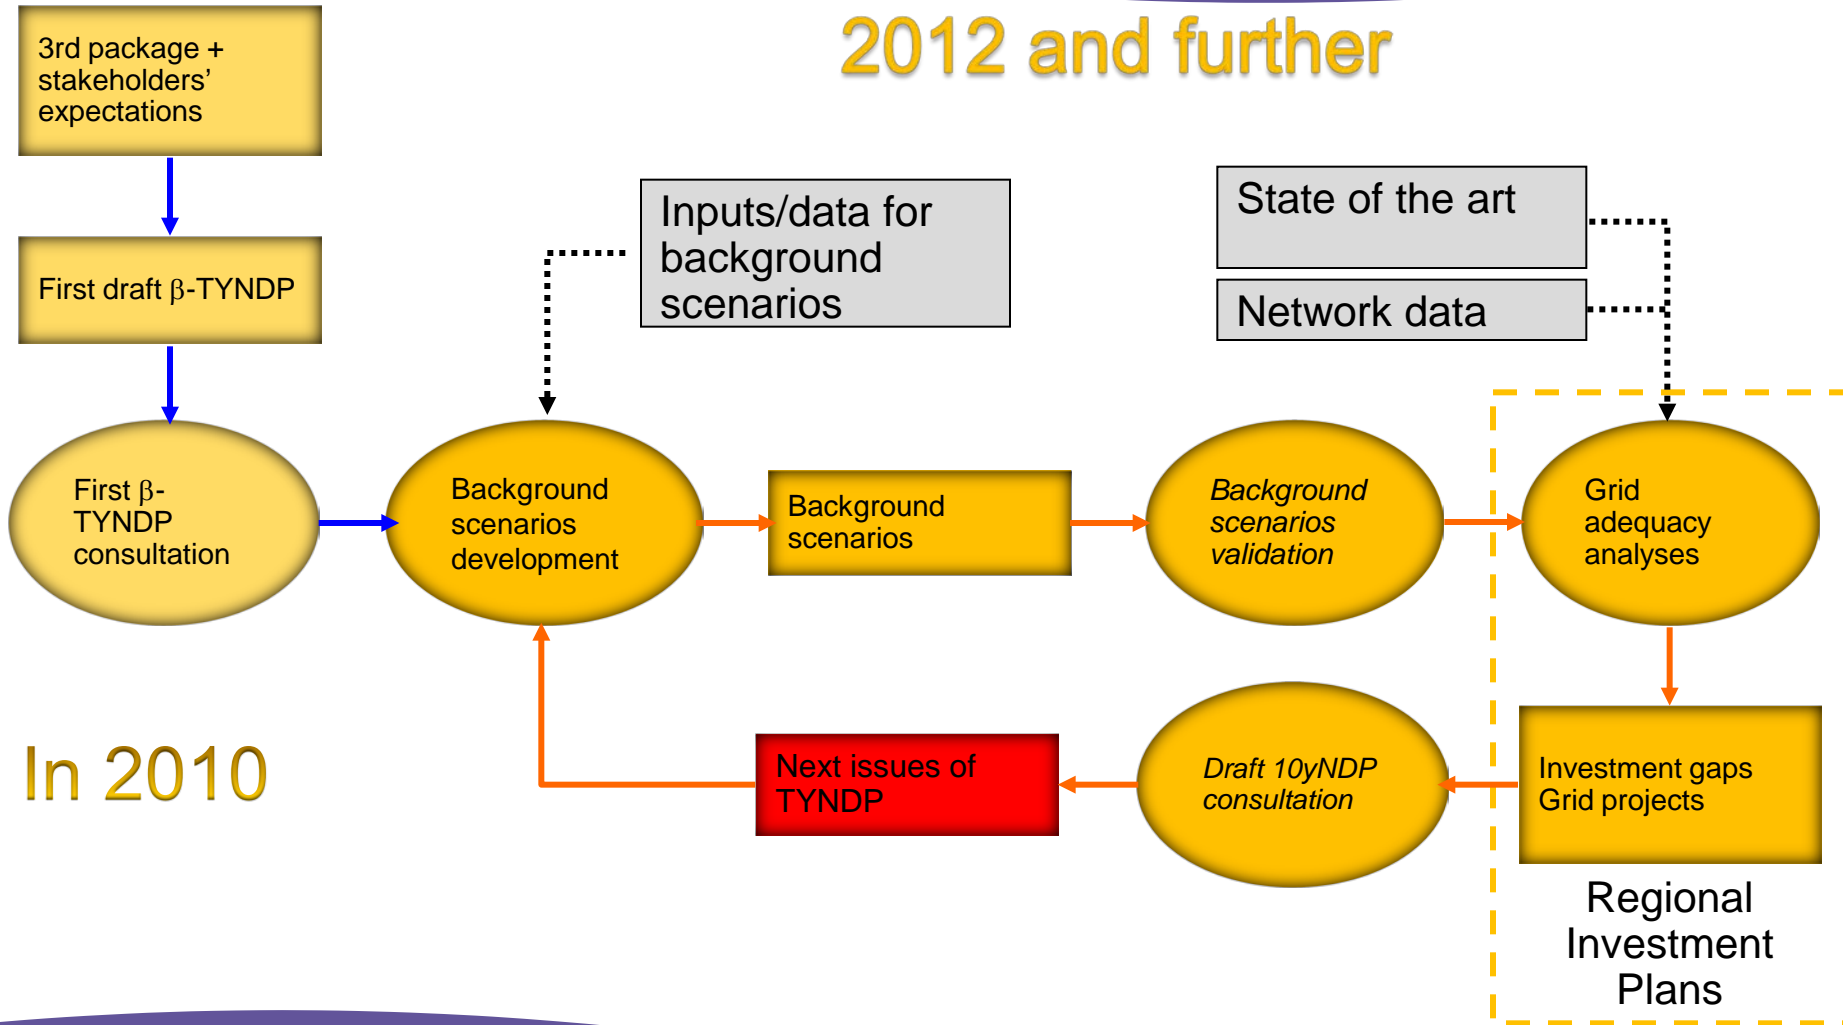 2012 and further
3rd package +
stakeholders’
expectations
Inputs/data for
background
scenarios
State of the art
Network data
First draft β-TYNDP
First β-
TYNDP
consultation
Background
scenarios
development
Background
scenarios
Background
scenarios
validation
Grid
adequacy
analyses
In 2010
Next issues of
TYNDP
Draft 10yNDP
consultation
Investment gaps
Grid projects
Regional
Investment
Plans